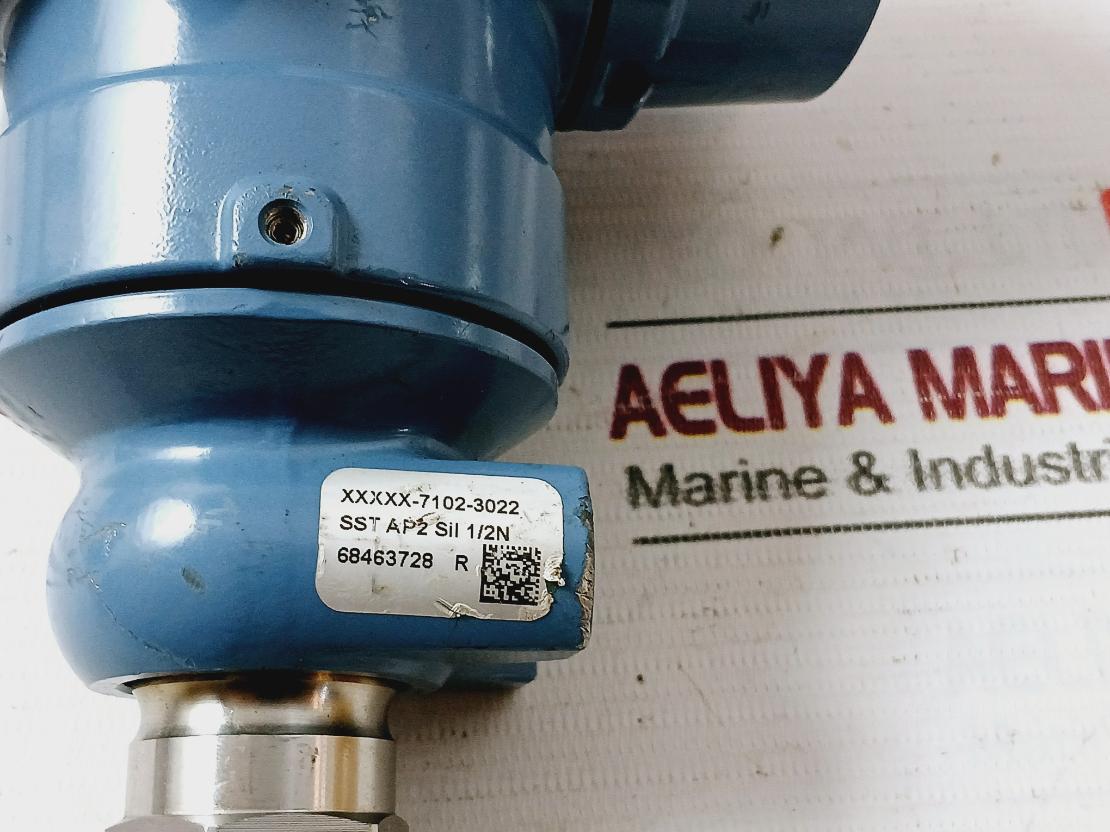 XXXXX-7102-3022
SST AP2 Sil 1/2N
68463728 R
AELIYA MARI
Marine & Industri